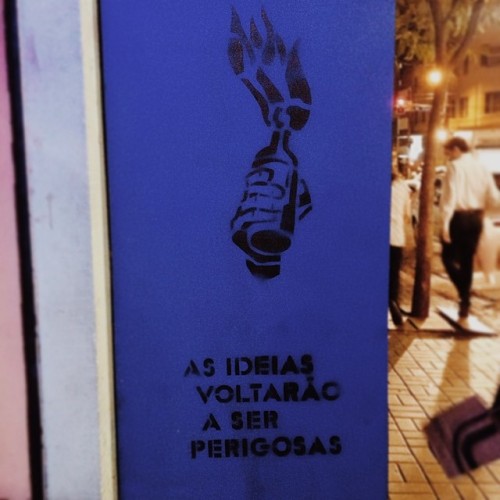 AS IDEIAS
VOLTARÃO
A SER
PERIGOSAS